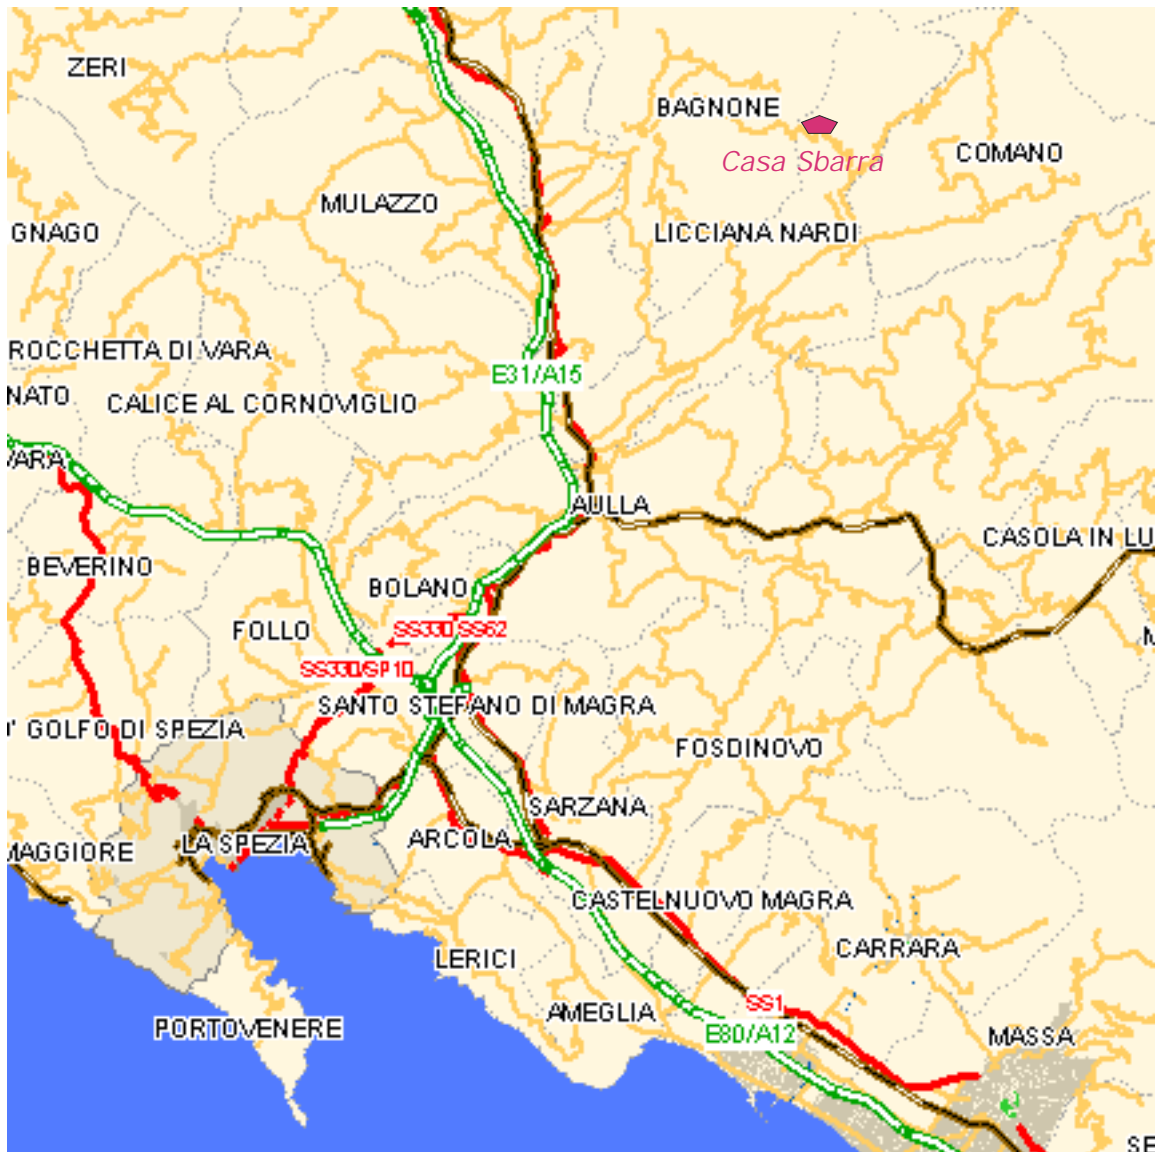 ZERI
BAGNONE
Casa Sbarra
COMANO
MULAZZO
GNAGO
LICCIANA NARDI
ROCCHETTA DI VARA
E31/A15
NATO
CALICE AL CORNOVIGLIO
VARA
AULLA
CASOLA IN LU
BEVERINO
BOLANO
FOLLO
SS330 SS62
M
SS330/SP10
SANTO STEFANO DI MAGRA
D' GOLFO DI SPEZIA
FOSDINOVO
SARZANA
ARCOLA
LA SPEZIA
MAGGIORE
CASTELNUOVO MAGRA
CARRARA
LERICI
SS1
AMEGLIA
PORTOVENERE
E80/A12
MASSA
SE